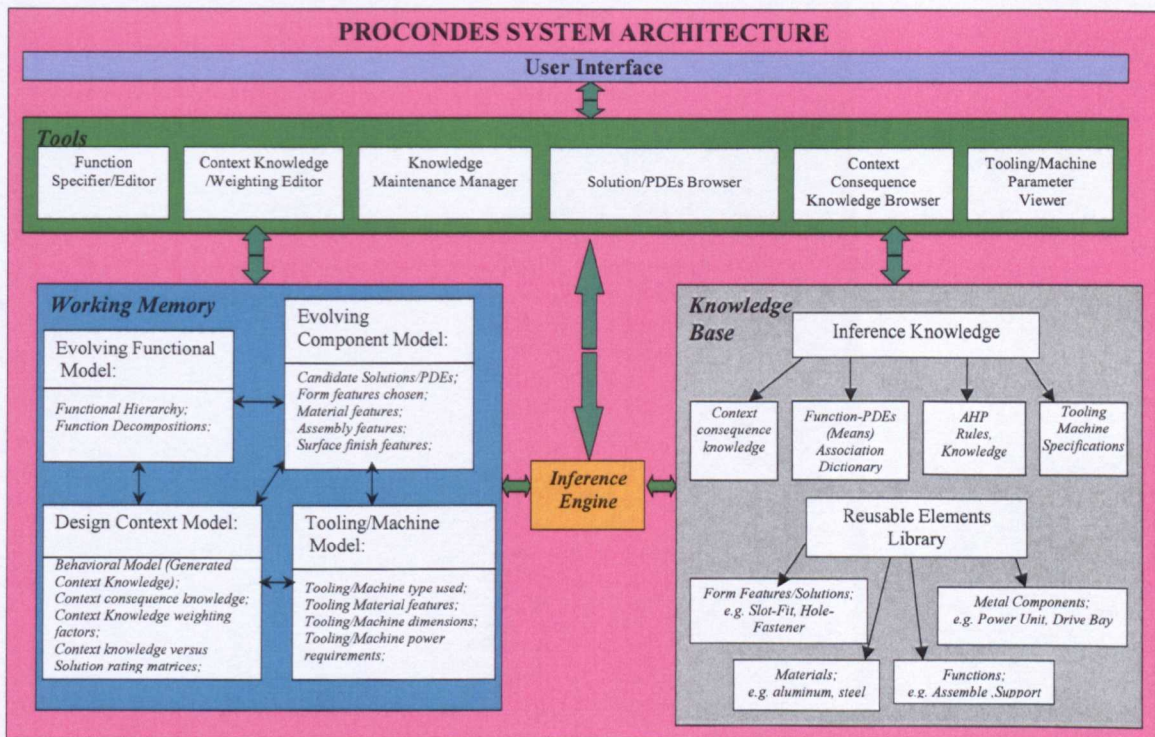 PROCONDES SYSTEM ARCHITECTURE
User Interface
Tools
Function
Specifier/Editor
Context Knowledge
/Weighting Editor
Knowledge
Maintenance Manager
Solution/PDEs Browser
Context
Consequence
Knowledge Browser
Tooling/Machine
Parameter
Viewer
Working Memory
Evolving Functional
Model:
Functional Hierarchy;
Function Decompositions;
Evolving
Component Model:
Candidate Solutions/PDEs;
Form features chosen;
Material features;
Assembly features;
Surface finish features;
Design Context Model:
Behavioral Model (Generated
Context Knowledge);
Context consequence knowledge;
Context Knowledge weighting
factors;
Context knowledge versus
Solution rating matrices;
Tooling/Machine
Model:
Tooling/Machine type used;
Tooling Material features;
Tooling/Machine dimensions;
Tooling/Machine power
requirements;
Inference
Engine
Knowledge
Base
Inference Knowledge
Context
consequence
knowledge
Function-PDEs
(Means)
Association
Dictionary
AHP
Rules,
Knowledge
Tooling
Machine
Specifications
Reusable Elements
Library
Form Features/Solutions;
e.g. Slot-Fit, Hole-
Fastener
Metal Components;
e.g. Power Unit, Drive Bay
Materials;
e.g. aluminum, steel
Functions;
e.g. Assemble ,Support